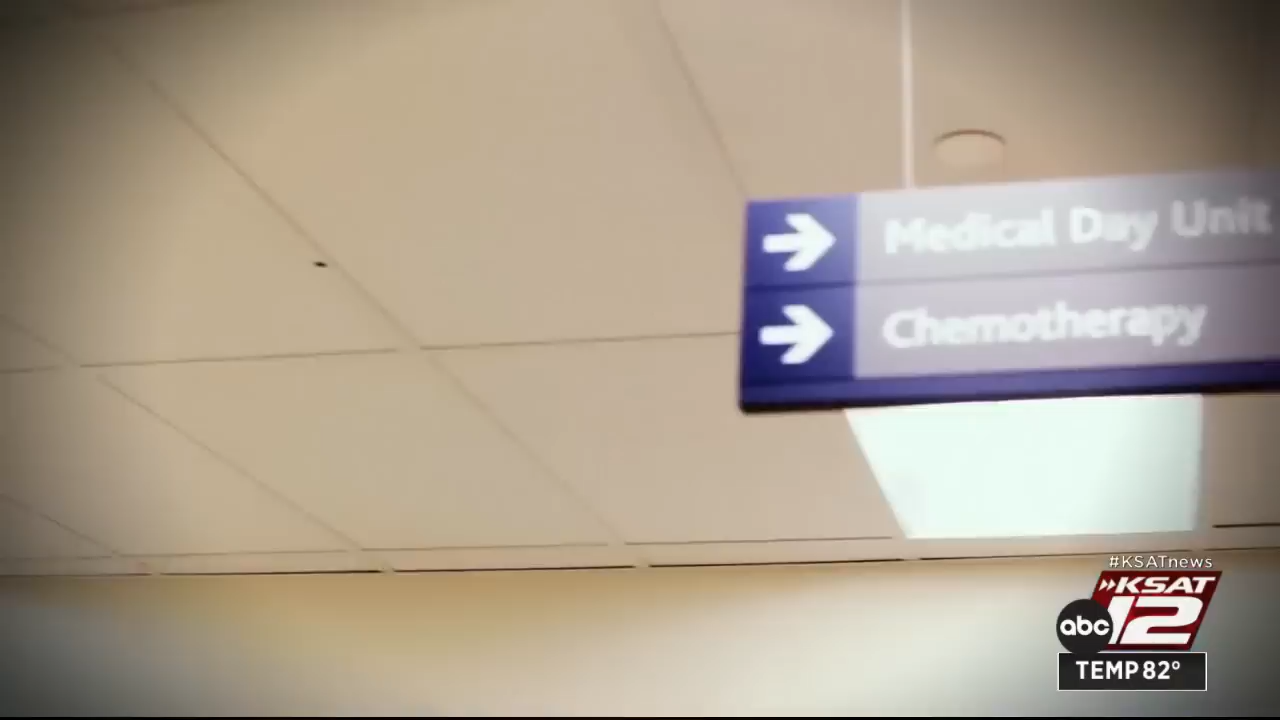 Medical Day Unit
Chemotherapy
#KSATnews
KSAT
abc 12
TEMP 82°